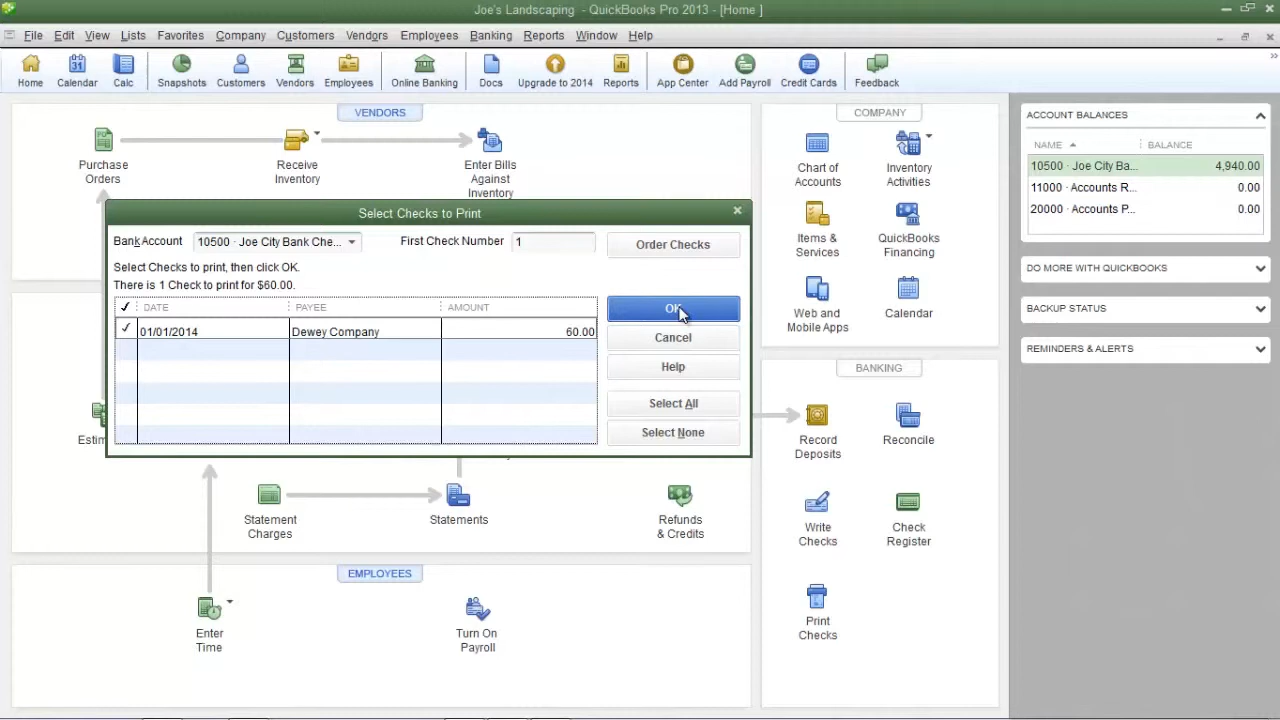 Joe's Landscaping - QuickBooks Pro 2013 - [Home ]
File Edit View Lists Favorites Company Customers Vendors Employees Banking Reports Window Help
Home Calendar Calc Snapshots Customers Vendors Employees Online Banking Docs Upgrade to 2014 Reports App Center Add Payroll Credit Cards Feedback
VENDORS
Purchase
Orders
Receive
Inventory
Enter Bills
Against
Inventory
Select Checks to Print
Bank Account 10500 · Joe City Bank Che... First Check Number 1 Order Checks
Select Checks to print, then click OK.
There is 1 Check to print for $60.00.
✓ DATE PAYEE AMOUNT
✓ 01/01/2014 Dewey Company 60.00
OK
Cancel
Help
Select All
Select None
Statement
Charges
Statements
Refunds
& Credits
EMPLOYEES
Enter
Time
Turn On
Payroll
COMPANY
Chart of
Accounts
Inventory
Activities
Items &
Services
QuickBooks
Financing
Web and
Mobile Apps
Calendar
BANKING
Record
Deposits
Reconcile
Write
Checks
Check
Register
Print
Checks
ACCOUNT BALANCES
NAME BALANCE
10500 · Joe City Ba... 4,940.00
11000 · Accounts R... 0.00
20000 · Accounts P... 0.00
DO MORE WITH QUICKBOOKS
BACKUP STATUS
REMINDERS & ALERTS